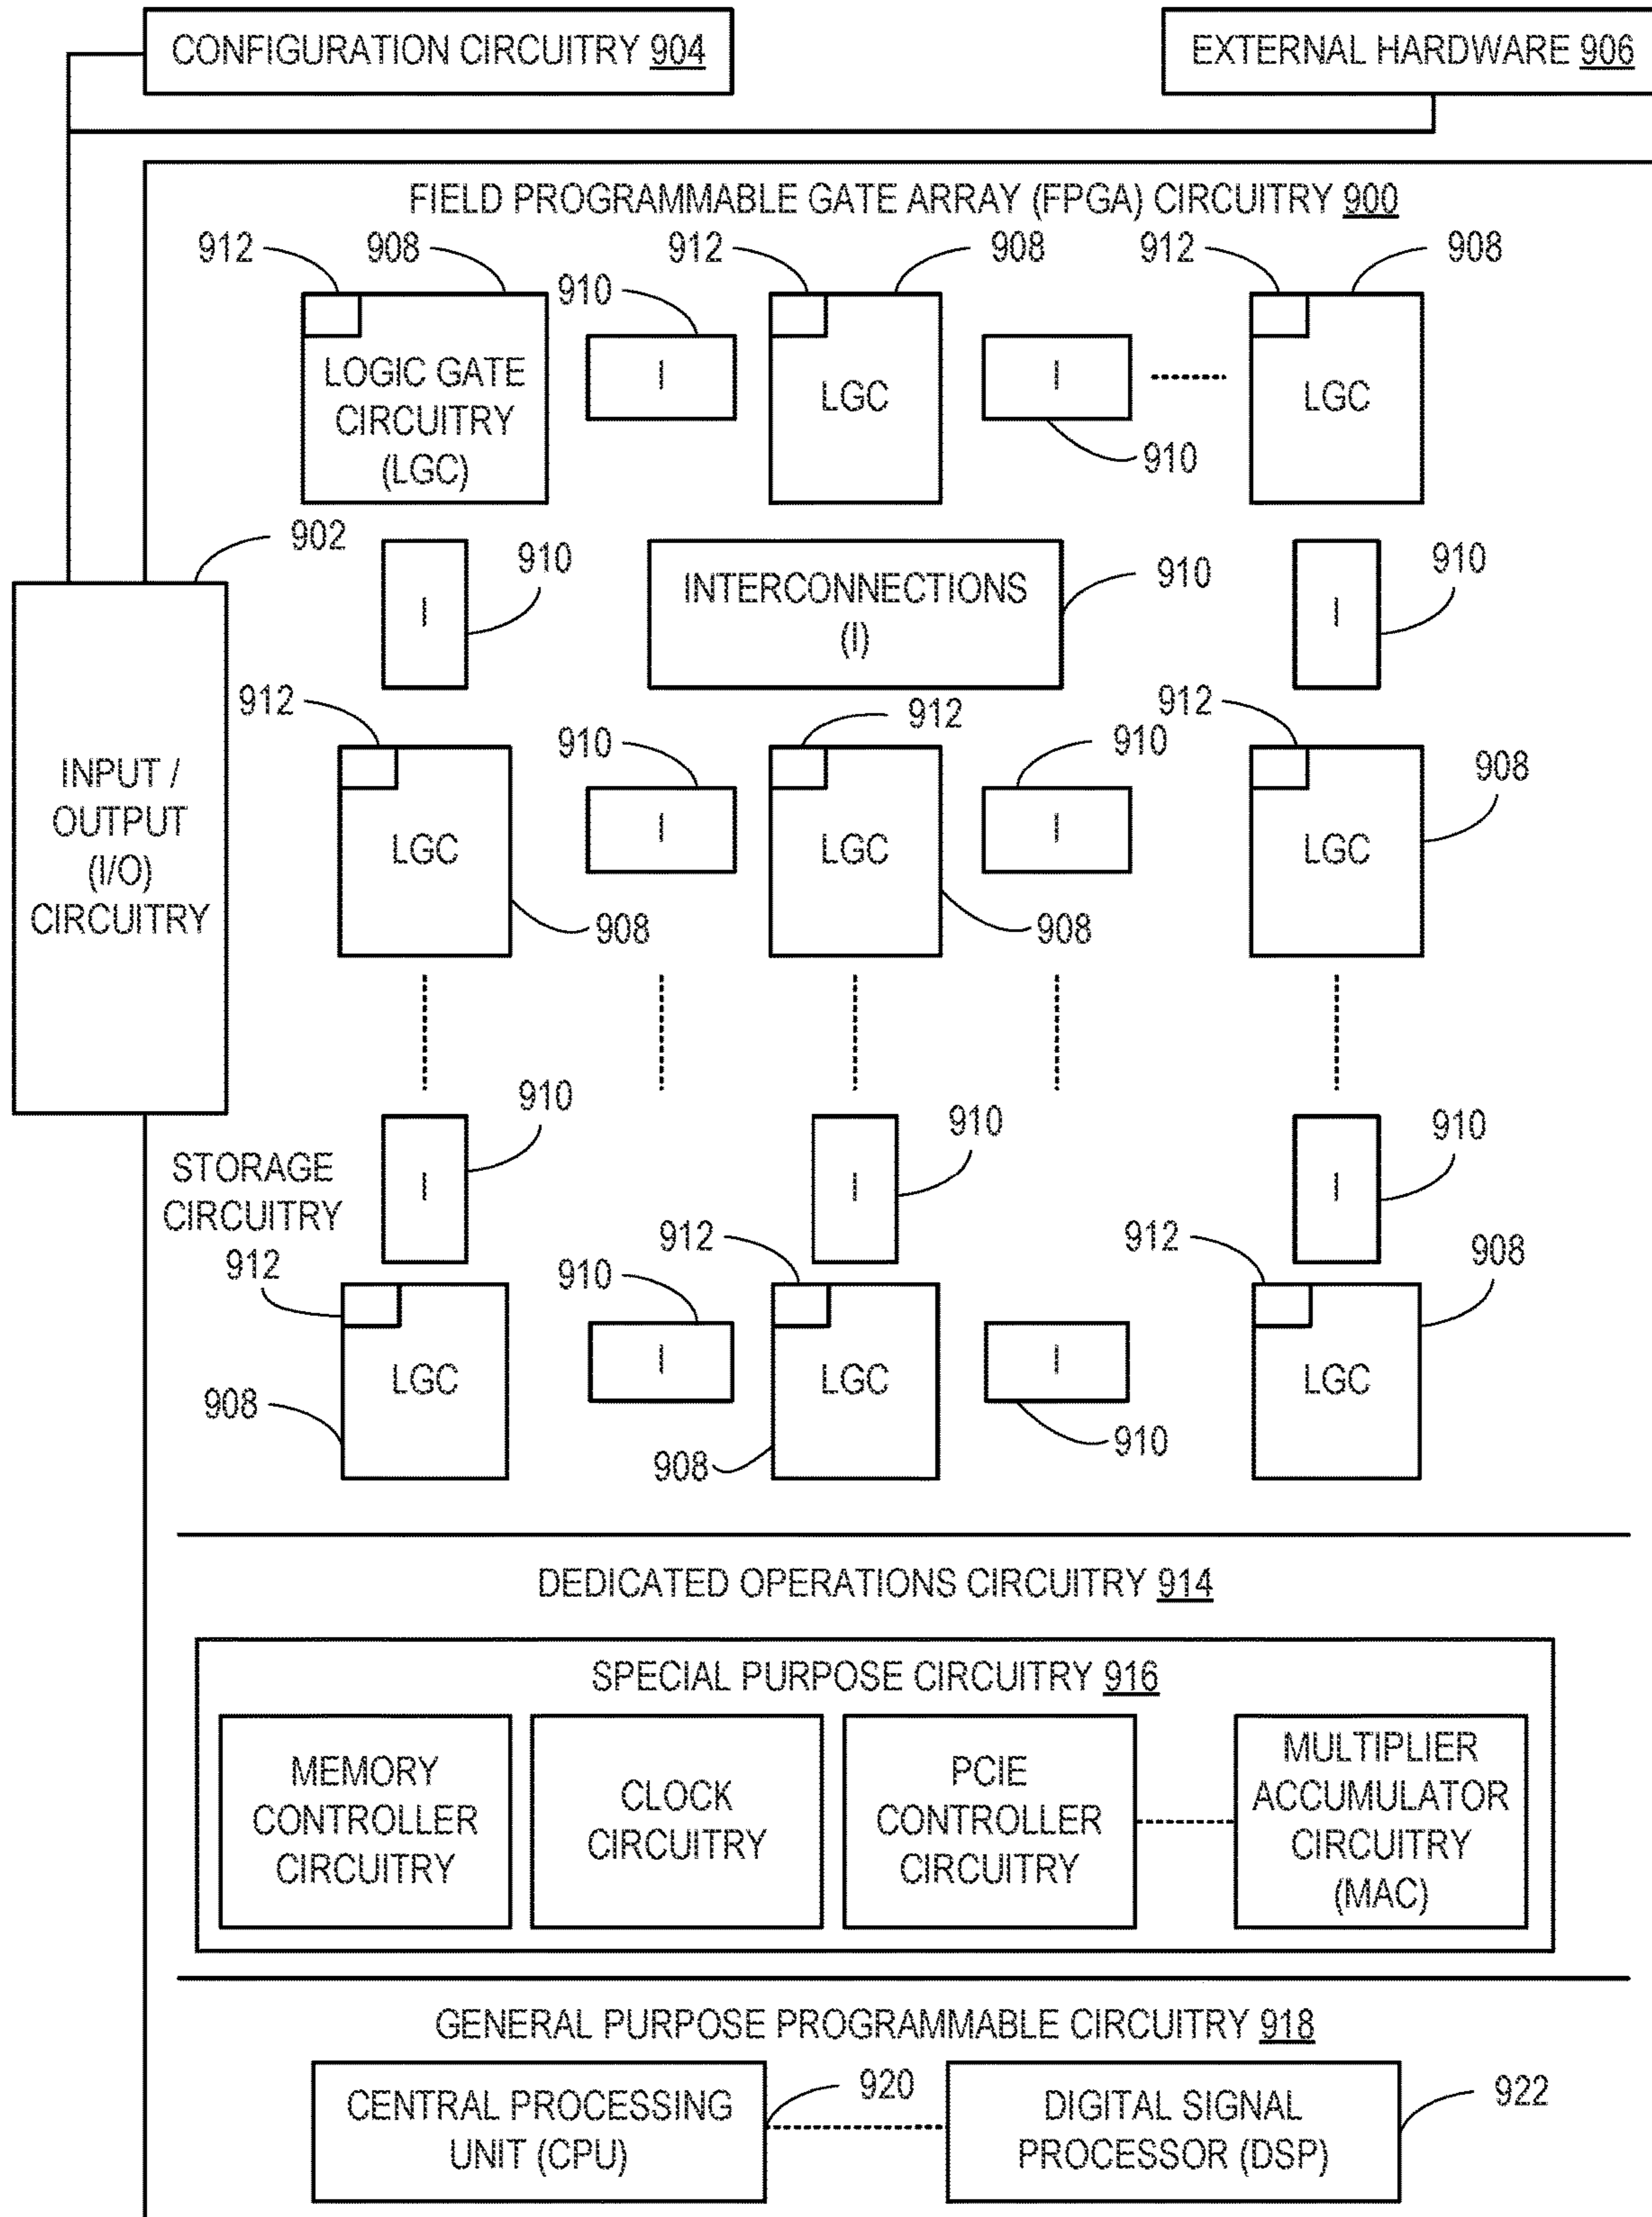 CONFIGURATION CIRCUITRY 904
EXTERNAL HARDWARE 906
FIELD PROGRAMMABLE GATE ARRAY (FPGA) CIRCUITRY 900
912 908 912 908 912 908
910
LOGIC GATE
CIRCUITRY
(LGC)
I
LGC
I
LGC
910
902
910
INTERCONNECTIONS
(I)
910
910
I
I
912
912
912
910
910
908
INPUT /
OUTPUT
(I/O)
CIRCUITRY
LGC
I
LGC
I
LGC
908
908
910
910
910
STORAGE
CIRCUITRY
I
I
I
912
910
912
912
908
LGC
I
LGC
I
LGC
908
908
910
DEDICATED OPERATIONS CIRCUITRY 914
SPECIAL PURPOSE CIRCUITRY 916
MEMORY
CONTROLLER
CIRCUITRY
CLOCK
CIRCUITRY
PCIE
CONTROLLER
CIRCUITRY
MULTIPLIER
ACCUMULATOR
CIRCUITRY
(MAC)
GENERAL PURPOSE PROGRAMMABLE CIRCUITRY 918
CENTRAL PROCESSING
UNIT (CPU)
920
DIGITAL SIGNAL
PROCESSOR (DSP)
922